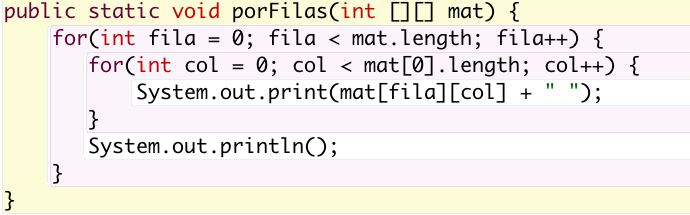 public static void porFilas(int [][] mat) {
for(int fila = 0; fila < mat.length; fila++) {
for(int col = 0; col < mat[0].length; col++) {
System.out.print(mat[fila][col] + " ");
}
System.out.println();
}
}